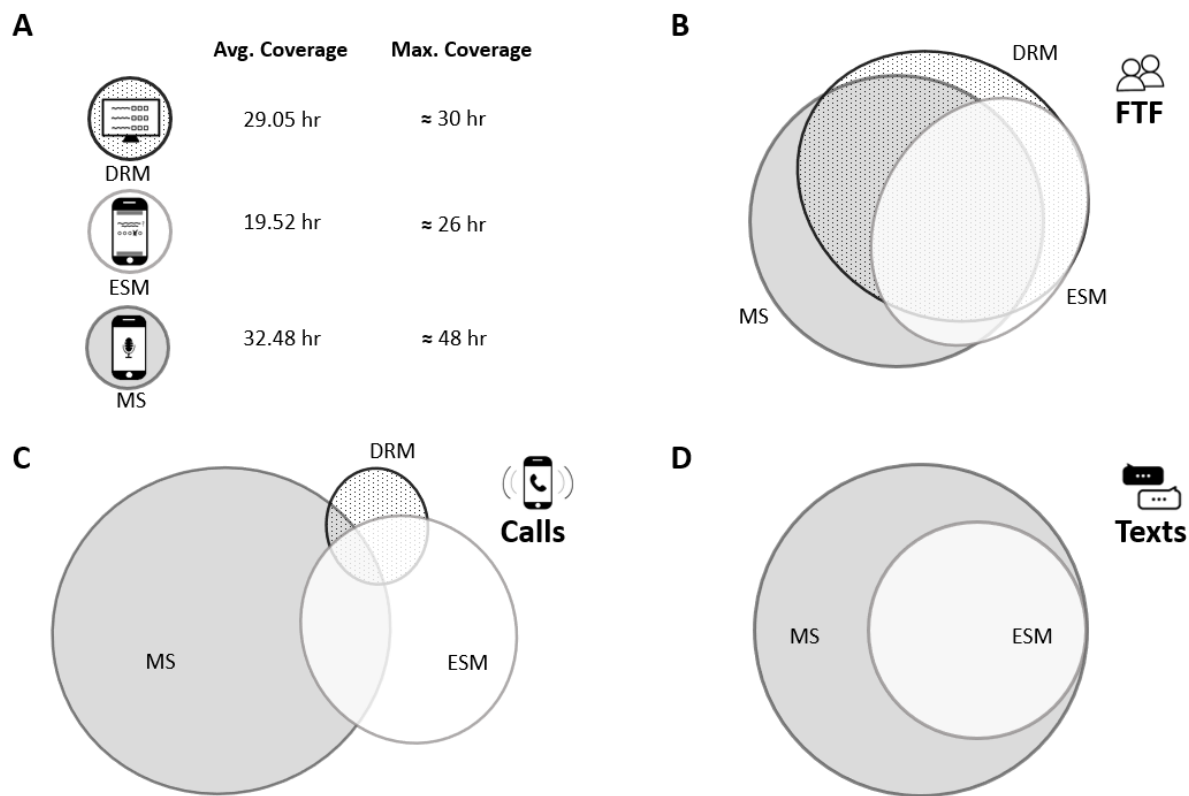 A
Avg. Coverage Max. Coverage
DRM 29.05 hr ≈ 30 hr
ESM 19.52 hr ≈ 26 hr
MS 32.48 hr ≈ 48 hr
B
DRM
FTF
ESM
MS
C
DRM
Calls
MS
ESM
D
Texts
MS
ESM